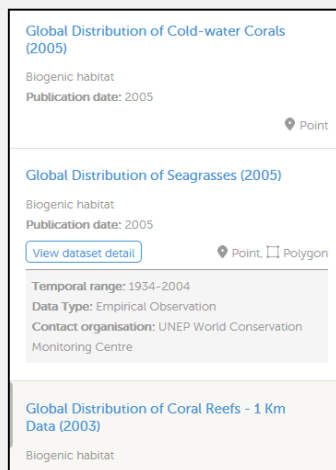 Global Distribution of Cold-water Corals
(2005)
Biogenic habitat
Publication date: 2005
Point
Global Distribution of Seagrasses (2005)
Biogenic habitat
Publication date: 2005
View dataset detail
Point, Polygon
Temporal range: 1934-2004
Data Type: Empirical Observation
Contact organisation: UNEP World Conservation
Monitoring Centre
Global Distribution of Coral Reefs - 1 Km
Data (2003)
Biogenic habitat